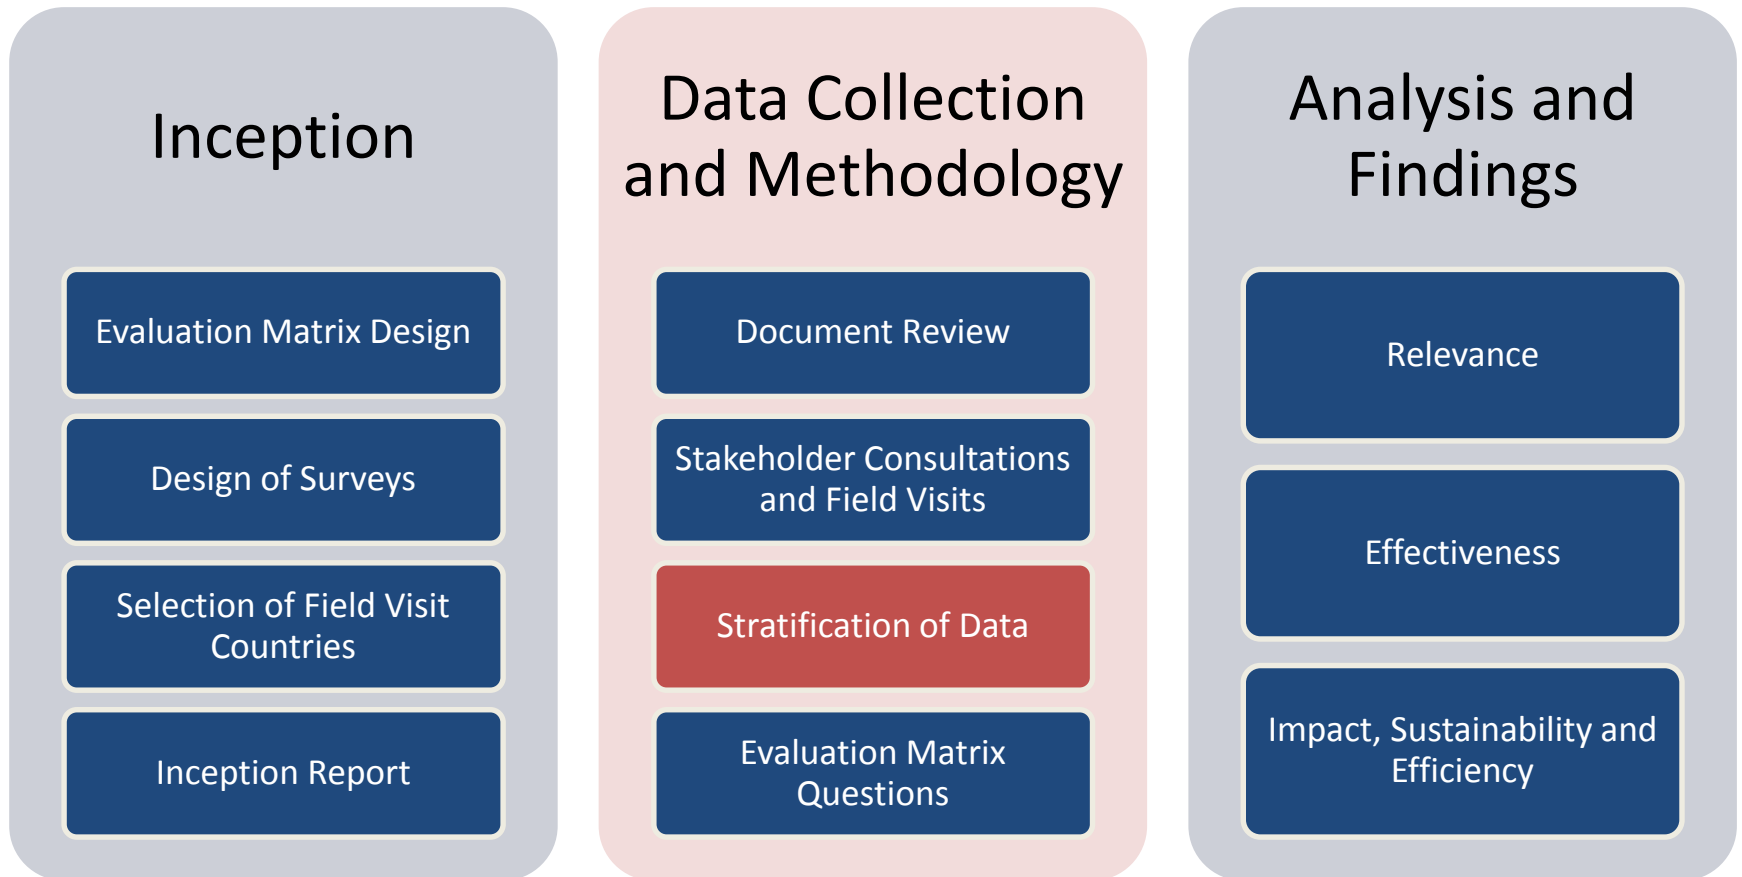 Inception
Evaluation Matrix Design
Design of Surveys
Selection of Field Visit
Countries
Inception Report
Data Collection
and Methodology
Document Review
Stakeholder Consultations
and Field Visits
Stratification of Data
Evaluation Matrix
Questions
Analysis and
Findings
Relevance
Effectiveness
Impact, Sustainability and
Efficiency